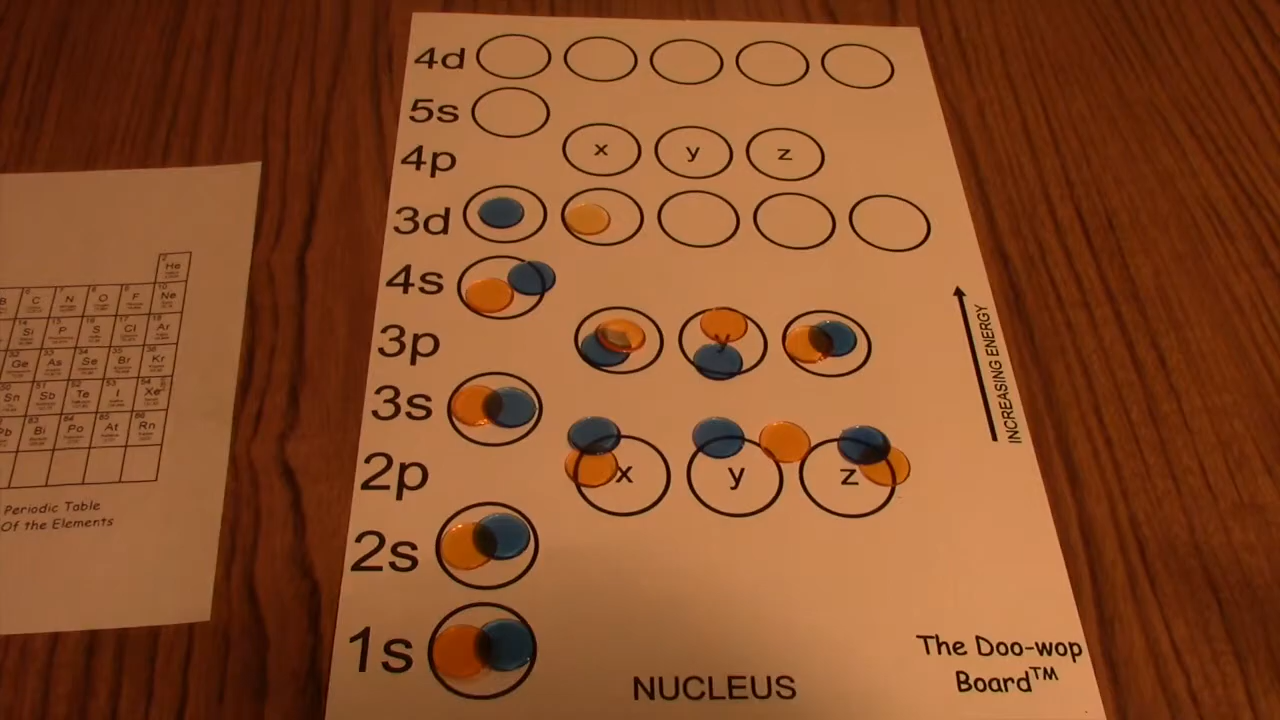 4d
5s
4p x y z
3d
4s
3p y
3s
2p x y z
2s
1s
NUCLEUS
INCREASING ENERGY
The Doo-wop
Board™
He
C N O F Ne
Si P S Cl Ar
Ge As Se Br Kr
Sn Sb Te I Xe
Bi Po At Rn
Periodic Table
Of the Elements